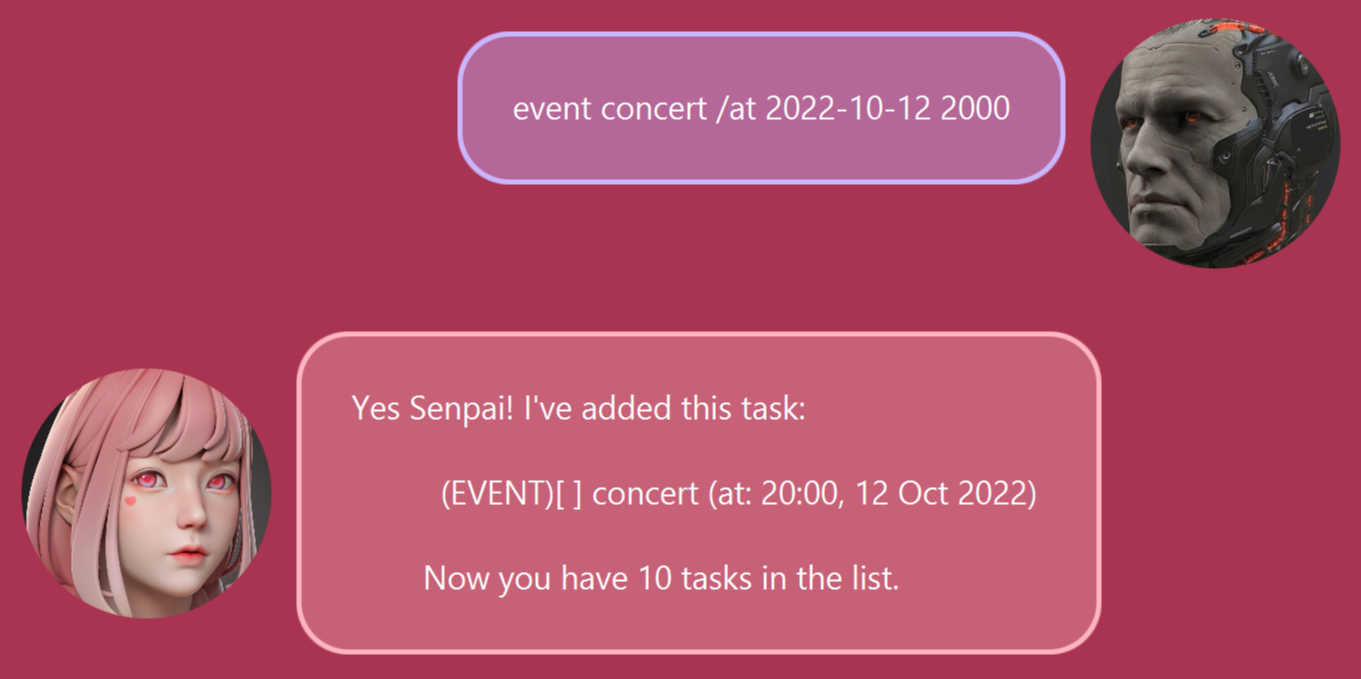 event concert /at 2022-10-12 2000
Yes Senpai! I've added this task:
(EVENT)[ ] concert (at: 20:00, 12 Oct 2022)
Now you have 10 tasks in the list.